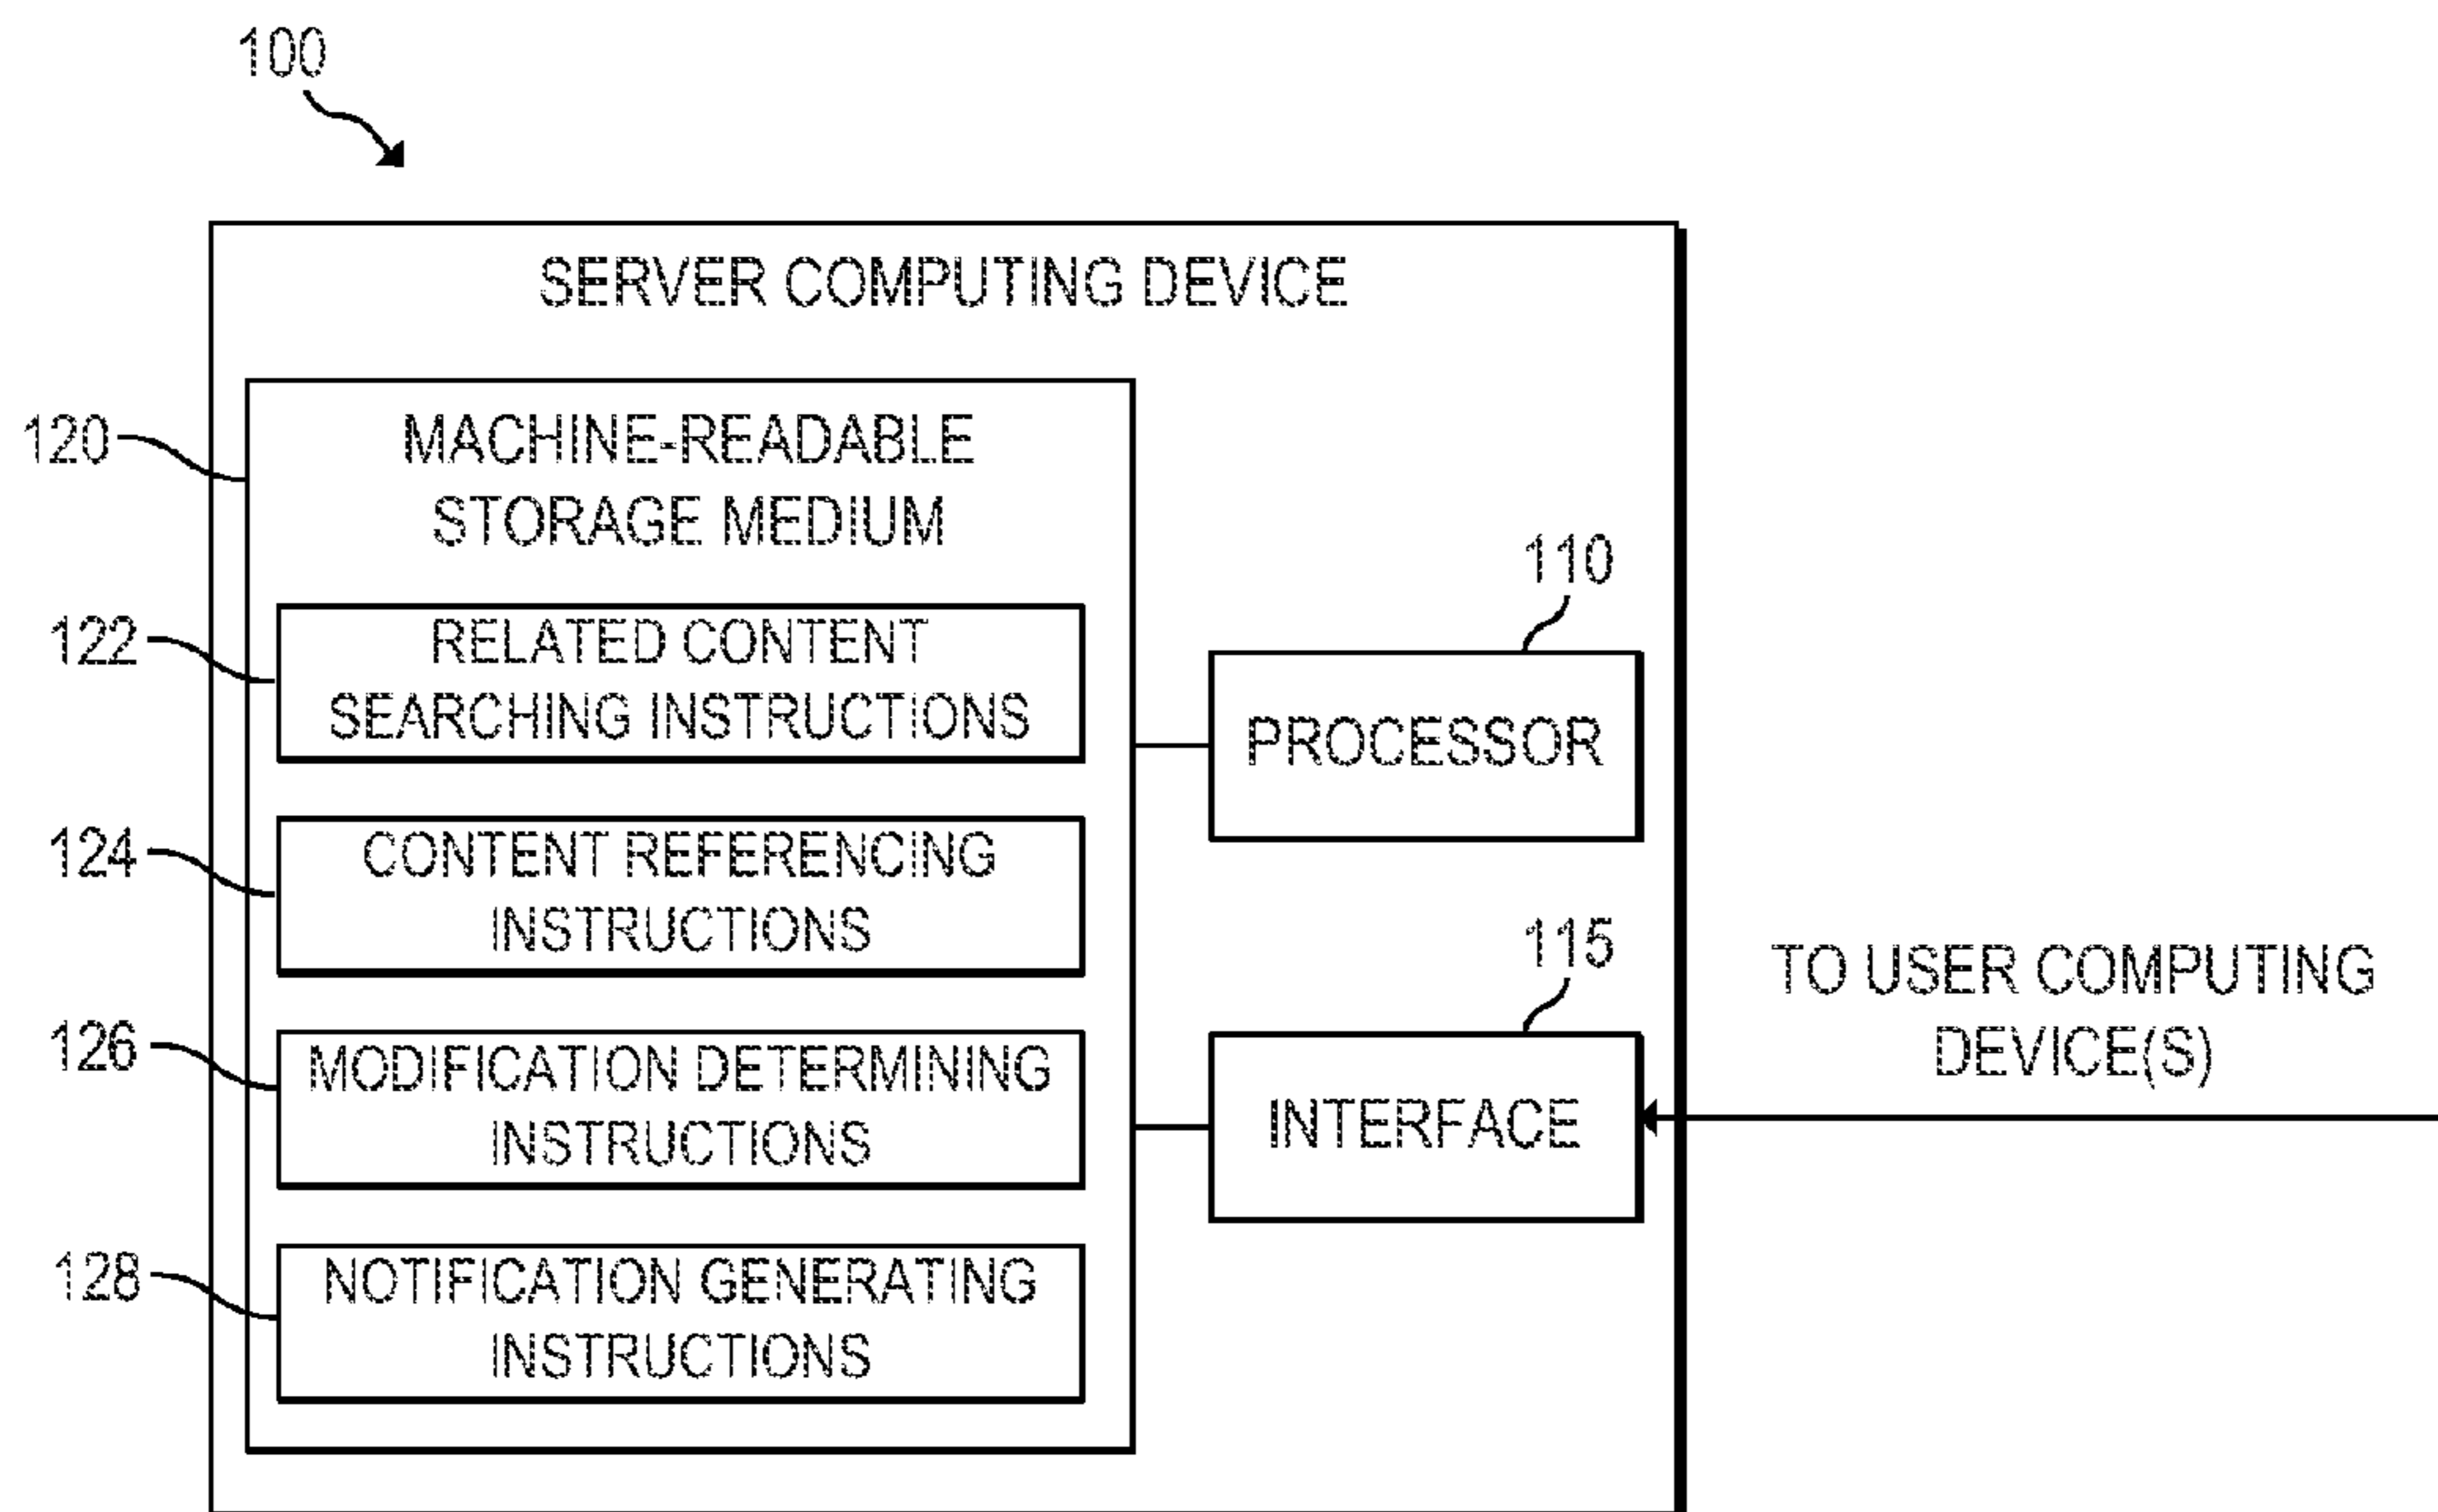 100
SERVER COMPUTING DEVICE
120
MACHINE-READABLE
STORAGE MEDIUM
122
RELATED CONTENT
SEARCHING INSTRUCTIONS
124
CONTENT REFERENCING
INSTRUCTIONS
126
MODIFICATION DETERMINING
INSTRUCTIONS
128
NOTIFICATION GENERATING
INSTRUCTIONS
110
PROCESSOR
115
INTERFACE
TO USER COMPUTING
DEVICE(S)